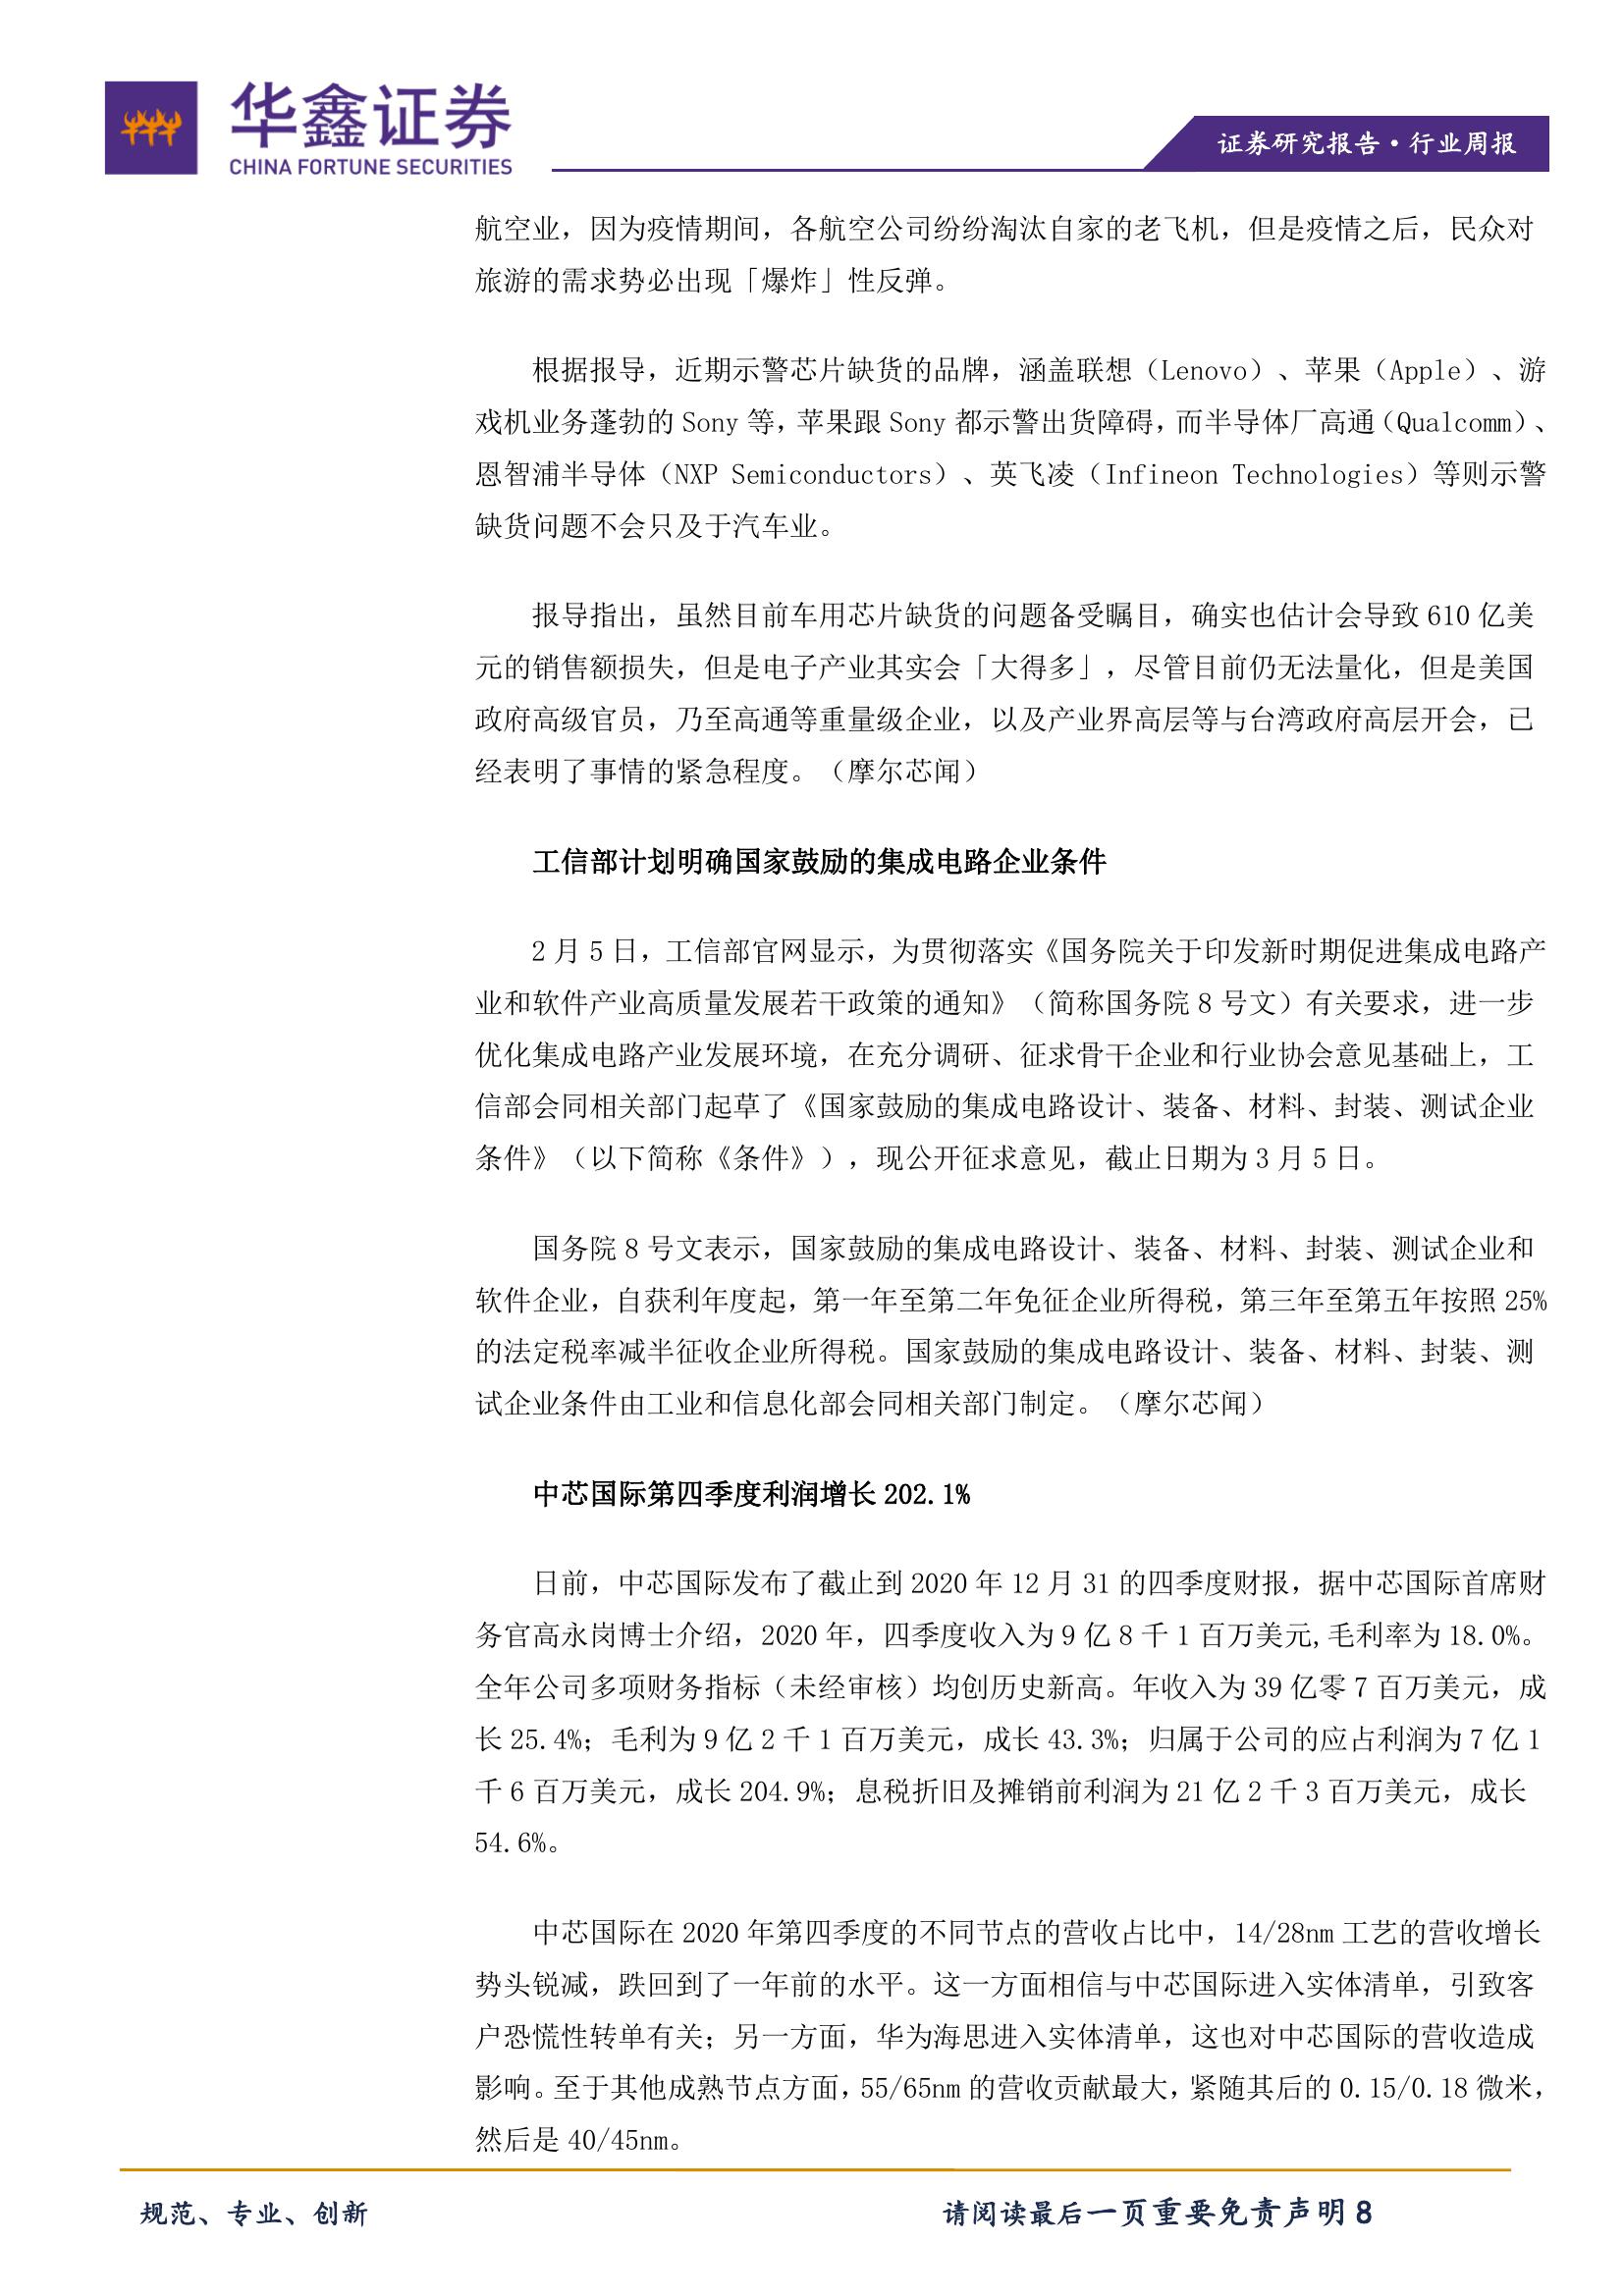 华鑫证券
CHINA FORTUNE SECURITIES
证券研究报告·行业周报
航空业，因为疫情期间，各航空公司纷纷淘汰自家的老飞机，但是疫情之后，民众对
旅游的需求势必出现「爆炸」性反弹。
根据报导，近期示警芯片缺货的品牌，涵盖联想（Lenovo）、苹果（Apple）、游
戏机业务蓬勃的 Sony 等，苹果跟 Sony 都示警出货障碍，而半导体厂高通（Qualcomm）、
恩智浦半导体（NXP Semiconductors）、英飞凌（Infineon Technologies）等则示警
缺货问题不会只及于汽车业。
报导指出，虽然目前车用芯片缺货的问题备受瞩目，确实也估计会导致 610 亿美
元的销售额损失，但是电子产业其实会「大得多」，尽管目前仍无法量化，但是美国
政府高级官员，乃至高通等重量级企业，以及产业界高层等与台湾政府高层开会，已
经表明了事情的紧急程度。（摩尔芯闻）
工信部计划明确国家鼓励的集成电路企业条件
2 月 5 日，工信部官网显示，为贯彻落实《国务院关于印发新时期促进集成电路产
业和软件产业高质量发展若干政策的通知》（简称国务院 8 号文）有关要求，进一步
优化集成电路产业发展环境，在充分调研、征求骨干企业和行业协会意见基础上，工
信部会同相关部门起草了《国家鼓励的集成电路设计、装备、材料、封装、测试企业
条件》（以下简称《条件》），现公开征求意见，截止日期为 3 月 5 日。
国务院 8 号文表示，国家鼓励的集成电路设计、装备、材料、封装、测试企业和
软件企业，自获利年度起，第一年至第二年免征企业所得税，第三年至第五年按照 25%
的法定税率减半征收企业所得税。国家鼓励的集成电路设计、装备、材料、封装、测
试企业条件由工业和信息化部会同相关部门制定。（摩尔芯闻）
中芯国际第四季度利润增长 202.1%
日前，中芯国际发布了截止到 2020 年 12 月 31 的四季度财报，据中芯国际首席财
务官高永岗博士介绍，2020 年，四季度收入为 9 亿 8 千 1 百万美元,毛利率为 18.0%。
全年公司多项财务指标（未经审核）均创历史新高。年收入为 39 亿零 7 百万美元，成
长 25.4%；毛利为 9 亿 2 千 1 百万美元，成长 43.3%；归属于公司的应占利润为 7 亿 1
千 6 百万美元，成长 204.9%；息税折旧及摊销前利润为 21 亿 2 千 3 百万美元，成长
54.6%。
中芯国际在 2020 年第四季度的不同节点的营收占比中，14/28nm 工艺的营收增长
势头锐减，跌回到了一年前的水平。这一方面相信与中芯国际进入实体清单，引致客
户恐慌性转单有关；另一方面，华为海思进入实体清单，这也对中芯国际的营收造成
影响。至于其他成熟节点方面，55/65nm 的营收贡献最大，紧随其后的 0.15/0.18 微米，
然后是 40/45nm。
规范、专业、创新
请阅读最后一页重要免责声明 8